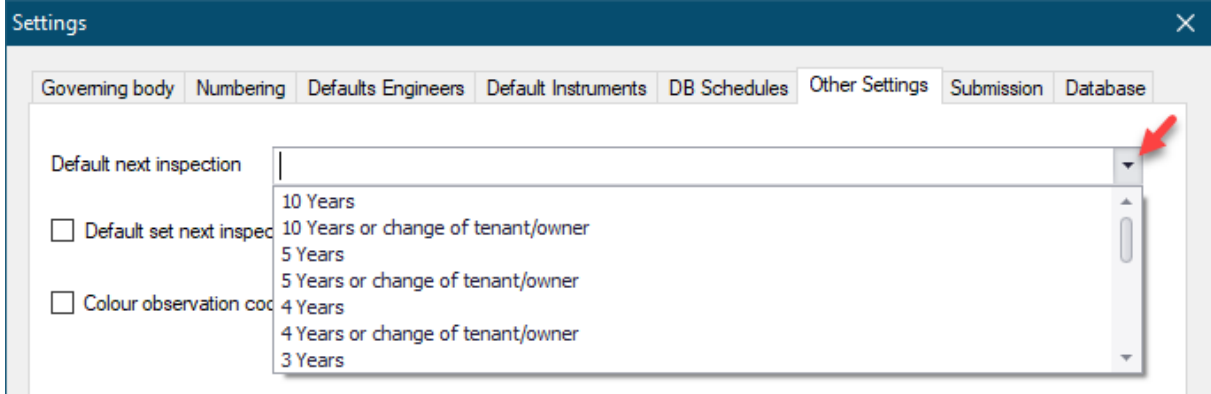 Settings
Governing body Numbering Defaults Engineers Default Instruments DB Schedules Other Settings Submission Database
Default next inspection
10 Years
Default set next 10 Years or change of tenant/owner
5 Years
5 Years or change of tenant/owner
Colour observation 4 Years
4 Years or change of tenant/owner
3 Years